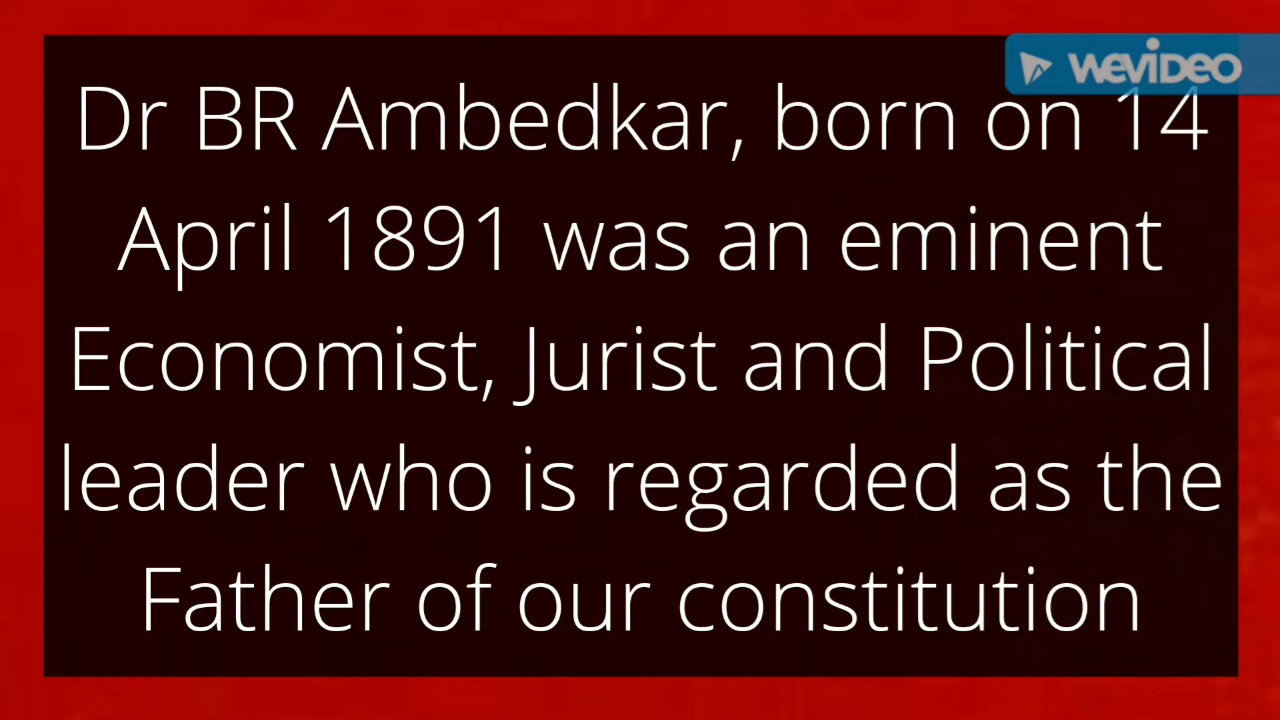 WEVIDEO
Dr BR Ambedkar, born on 14
April 1891 was an eminent
Economist, Jurist and Political
leader who is regarded as the
Father of our constitution